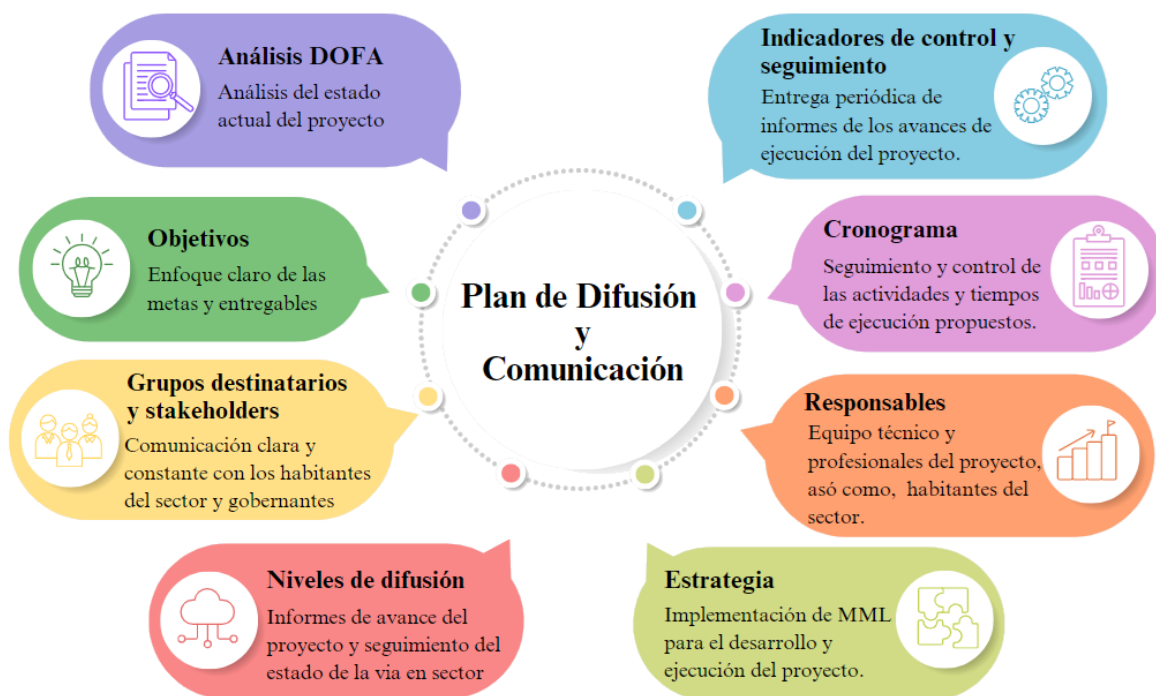 Análisis DOFA
Análisis del estado
actual del proyecto
Objetivos
Enfoque claro de las
metas y entregables
Grupos destinatarios
y stakeholders
Comunicación clara y
constante con los habitantes
del sector y gobernantes
Niveles de difusión
Informes de avance del
proyecto y seguimiento del
estado de la via en sector
Plan de Difusión
y
Comunicación
Indicadores de control y
seguimiento
Entrega periódica de
informes de los avances de
ejecución del proyecto.
Cronograma
Seguimiento y control de
las actividades y tiempos
de ejecución propuestos.
Responsables
Equipo técnico y
profesionales del proyecto,
asó como, habitantes del
sector.
Estrategia
Implementación de MML
para el desarrollo y
ejecución del proyecto.